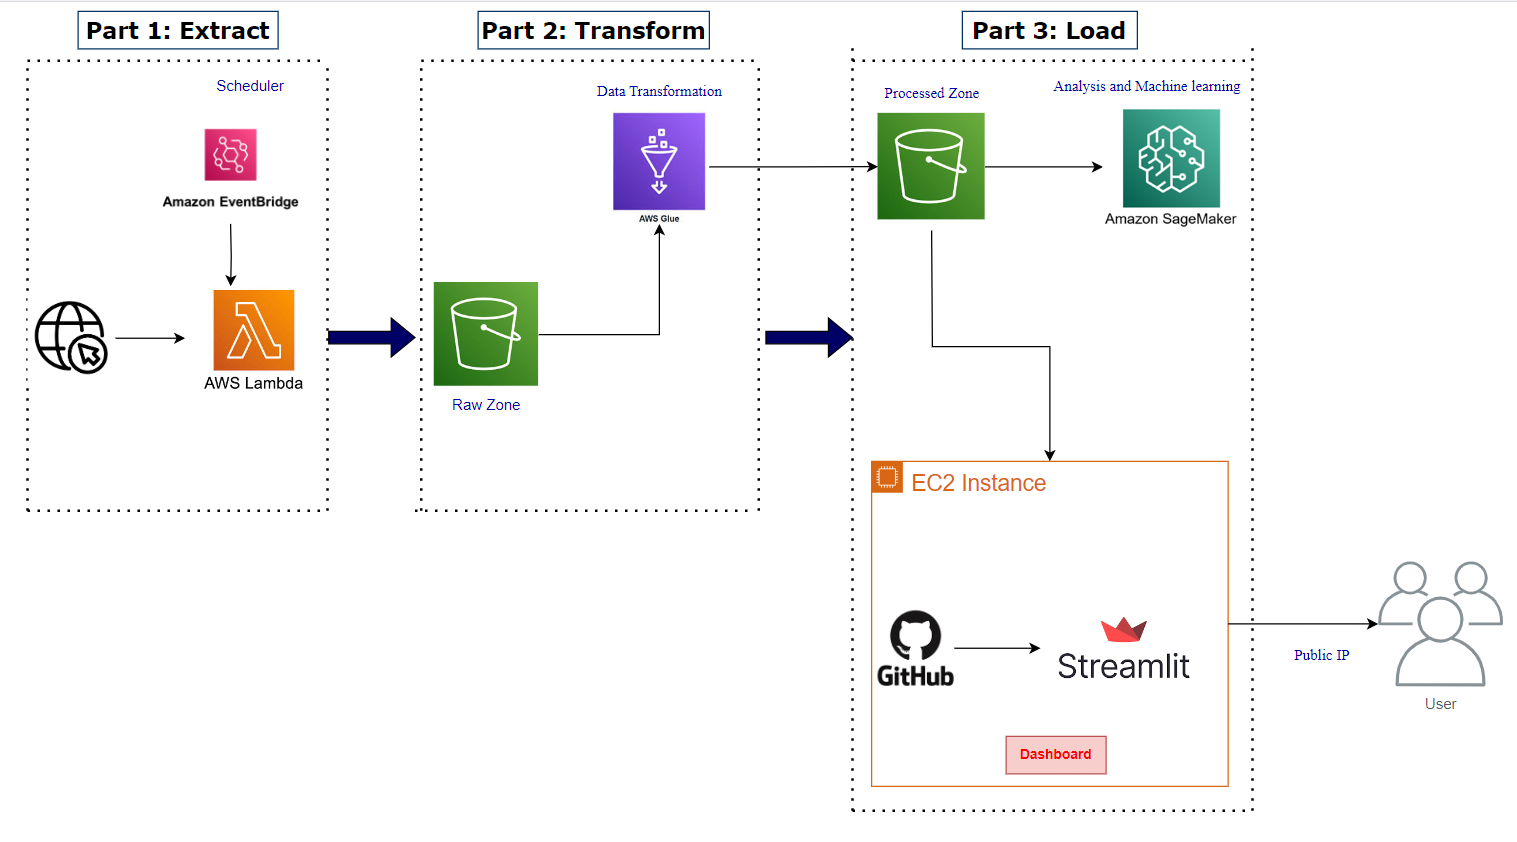 Part 1: Extract
Part 2: Transform
Part 3: Load
Scheduler
Amazon EventBridge
AWS Lambda
Data Transformation
AWS Glue
Raw Zone
Processed Zone
Analysis and Machine learning
Amazon SageMaker
EC2 Instance
GitHub
Streamlit
Dashboard
Public IP
User